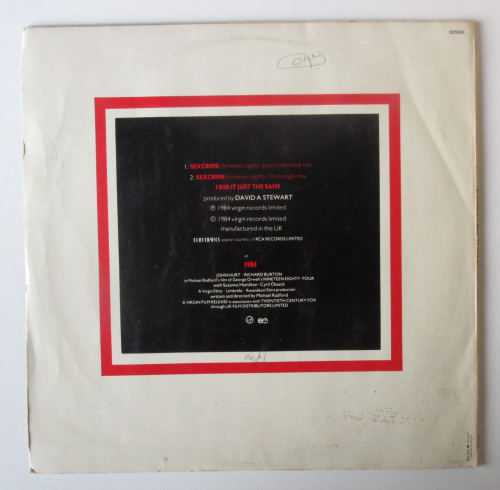 1: SEXCRIME (nineteen eighty · four) extended mix
2: SEXCRIME (nineteen eighty · four) single mix
I DID IT JUST THE SAME
produced by DAVID A STEWART
℗ 1984 virgin records limited
© 1984 virgin records limited
manufactured in the UK
EURYTHMICS appear courtesy of RCA RECORDS LIMITED
1984
JOHN HURT · RICHARD BURTON
in Michael Radford's film of George Orwell's NINETEEN EIGHTY · FOUR
with Suzanna Hamilton · Cyril Cusack
A Virgin Films · Umbrella · Rosenblum Films production
written and directed by Michael Radford
A VIRGIN FILM RELEASE in association with TWENTIETH CENTURY FOX
through UK FILM DISTRIBUTORS LIMITED